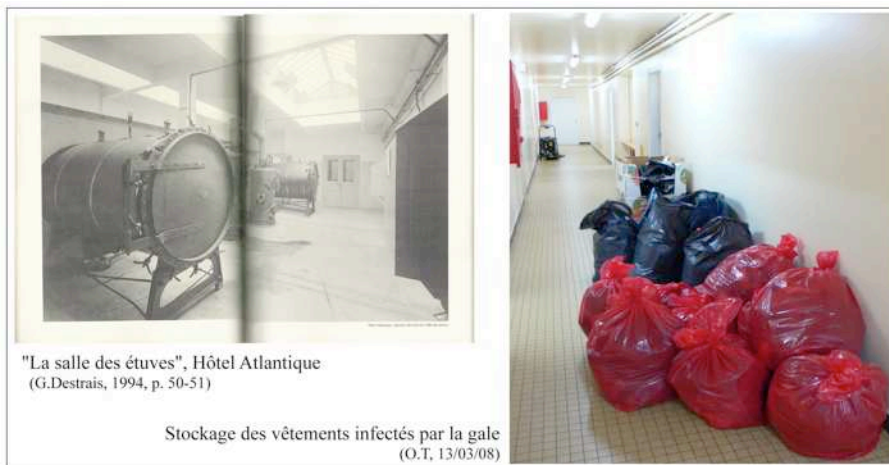 "La salle des étuves", Hôtel Atlantique
(G.Destrais, 1994, p. 50-51)
Stockage des vêtements infectés par la gale
(O.T, 13/03/08)